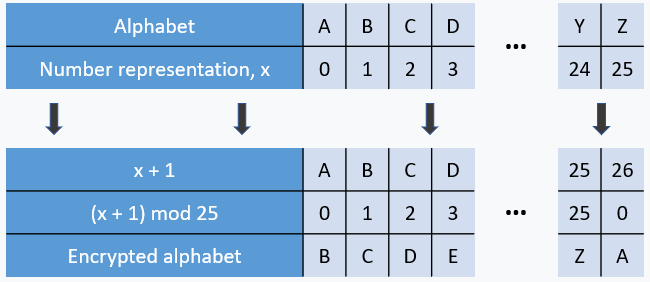 Alphabet A B C D ... Y Z
Number representation, x 0 1 2 3 24 25
x + 1 A B C D 25 26
(x + 1) mod 25 0 1 2 3 ... 25 0
Encrypted alphabet B C D E Z A